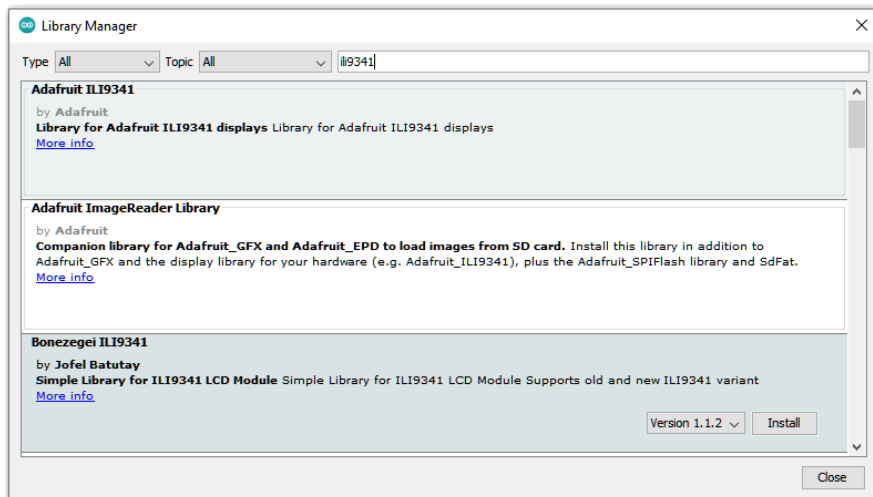 Library Manager
Type All Topic All ili9341
Adafruit ILI9341
by Adafruit
Library for Adafruit ILI9341 displays Library for Adafruit ILI9341 displays
More info
Adafruit ImageReader Library
by Adafruit
Companion library for Adafruit_GFX and Adafruit_EPD to load images from SD card. Install this library in addition to
Adafruit_GFX and the display library for your hardware (e.g. Adafruit_ILI9341), plus the Adafruit_SPIFlash library and SdFat.
More info
Bonezegei ILI9341
by Jofel Batutay
Simple Library for ILI9341 LCD Module Simple Library for ILI9341 LCD Module Supports old and new ILI9341 variant
More info
Version 1.1.2 Install
Close